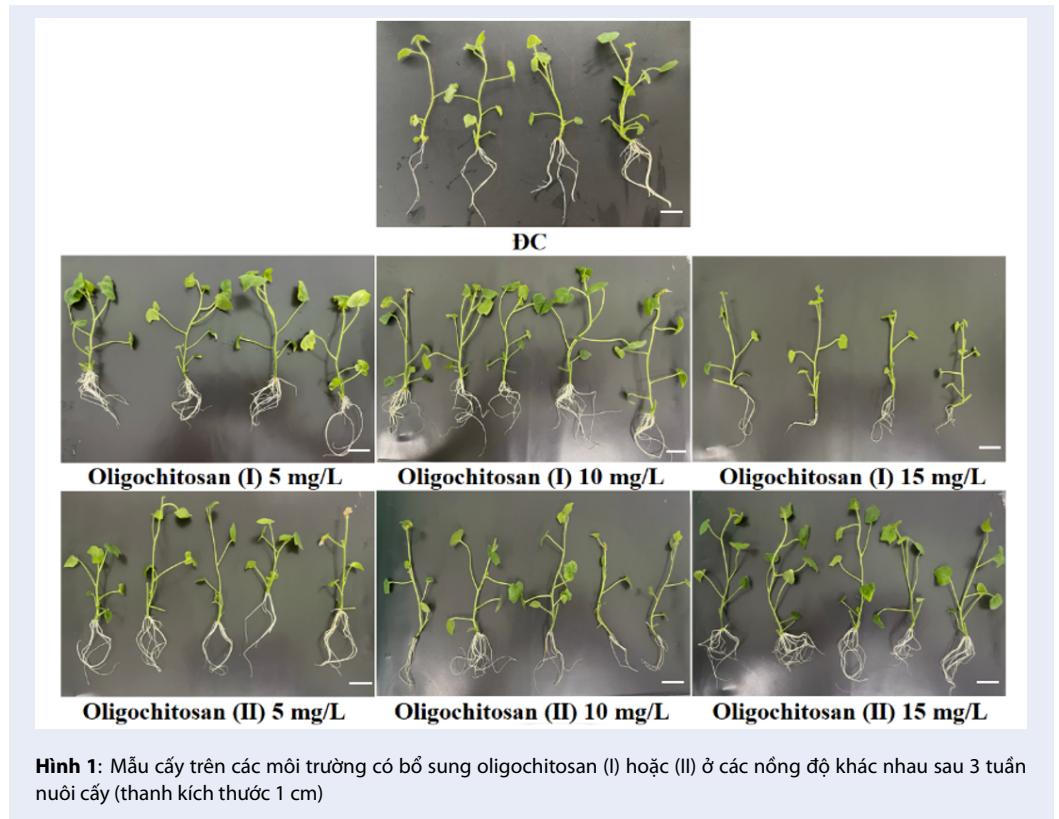 ĐC
Oligochitosan (I) 5 mg/L
Oligochitosan (I) 10 mg/L
Oligochitosan (I) 15 mg/L
Oligochitosan (II) 5 mg/L
Oligochitosan (II) 10 mg/L
Oligochitosan (II) 15 mg/L
Hình 1: Mẫu cấy trên các môi trường có bổ sung oligochitosan (I) hoặc (II) ở các nồng độ khác nhau sau 3 tuần
nuôi cấy (thanh kích thước 1 cm)